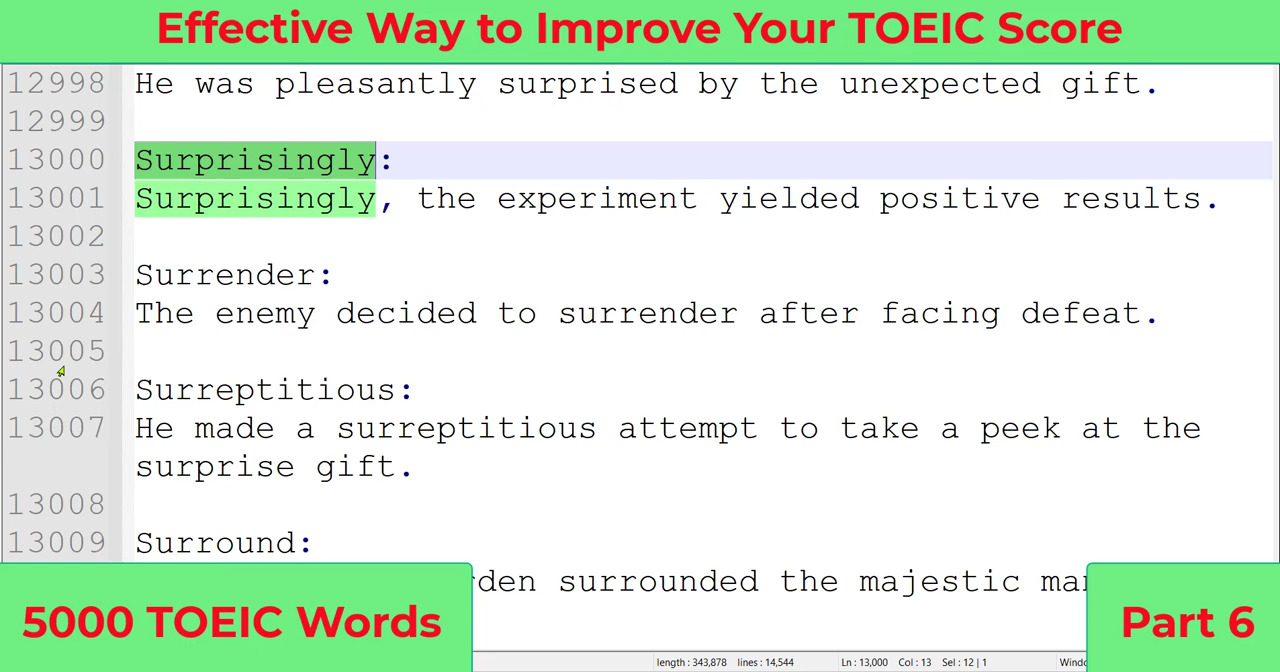 Effective Way to Improve Your TOEIC Score
12998 He was pleasantly surprised by the unexpected gift.
12999
13000 Surprisingly:
13001 Surprisingly, the experiment yielded positive results.
13002
13003 Surrender:
13004 The enemy decided to surrender after facing defeat.
13005
13006 Surreptitious:
13007 He made a surreptitious attempt to take a peek at the
surprise gift.
13008
13009 Surround:
surrounded the majestic
5000 TOEIC Words
Part 6
length : 343,878 lines : 14,544 Ln : 13,000 Col : 13 Sel : 12 | 1